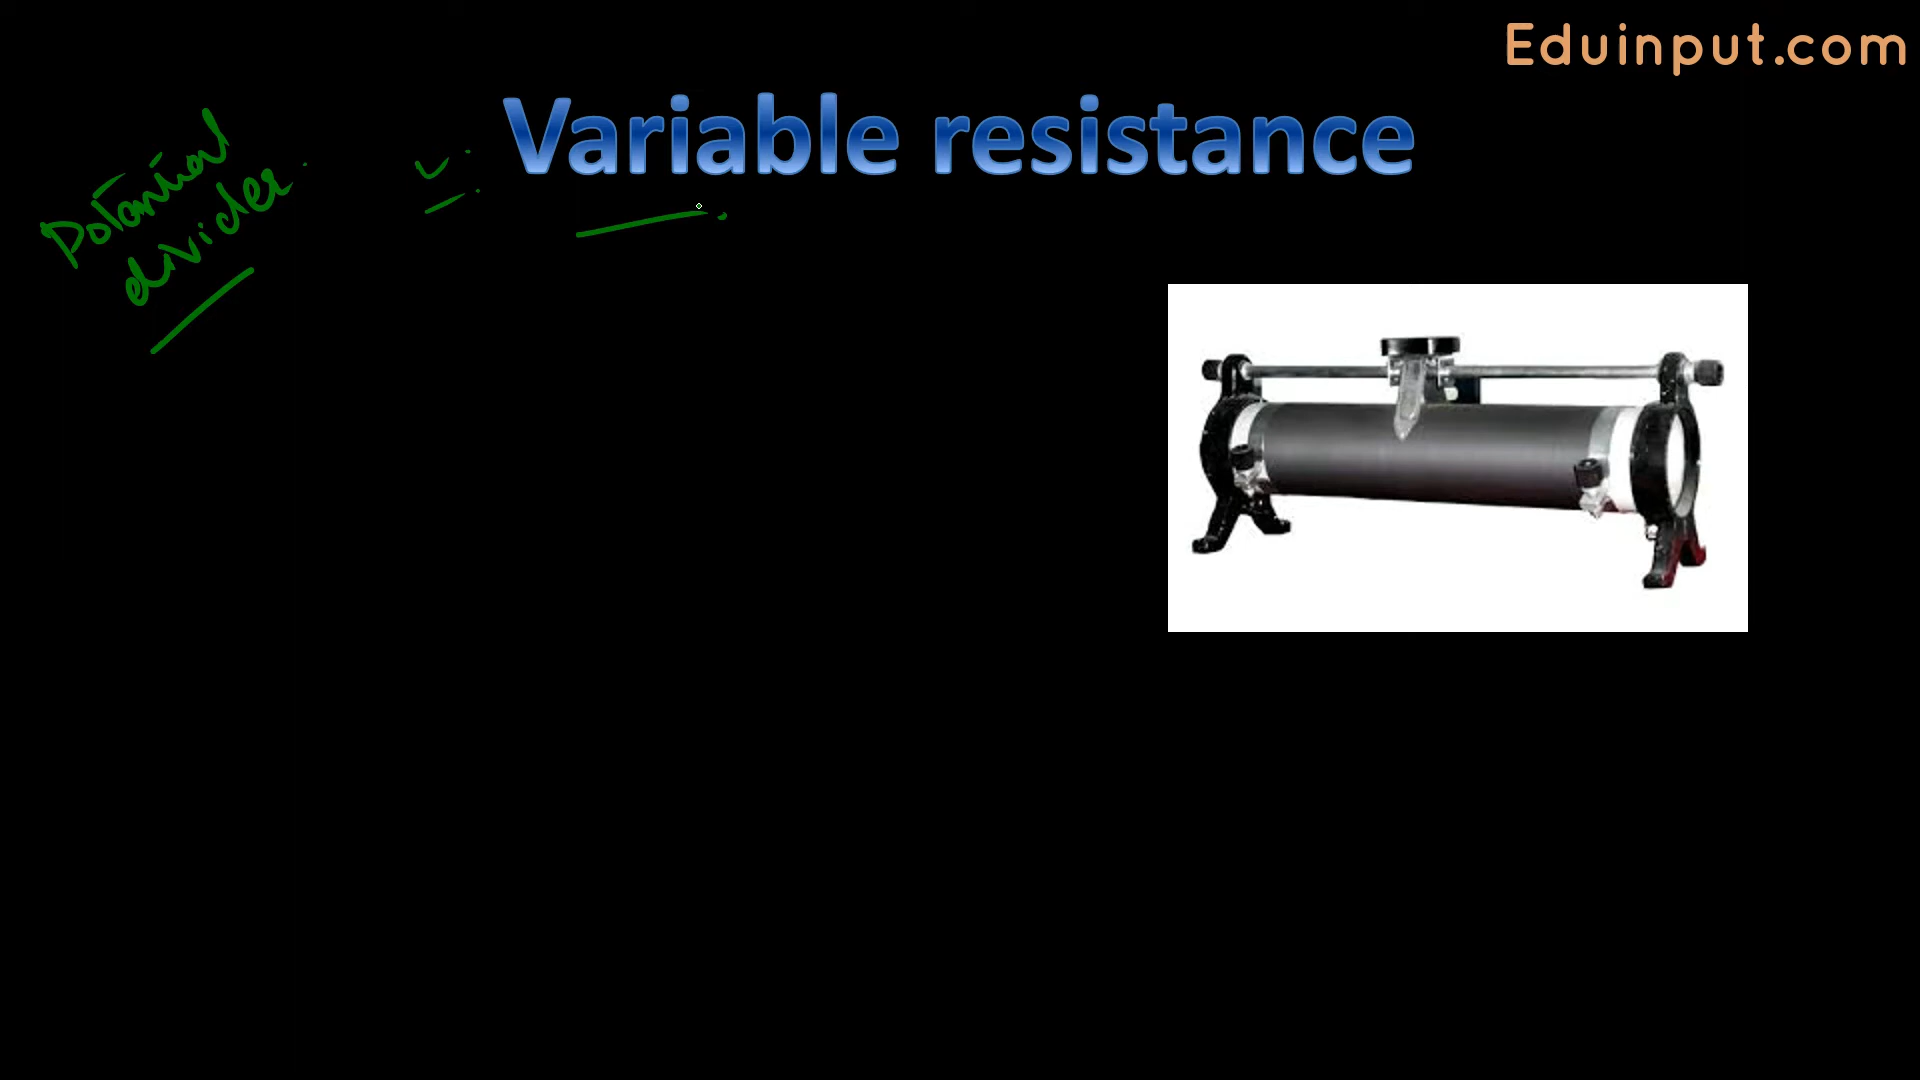 Eduinput.com
Variable resistance
Potential
divider.